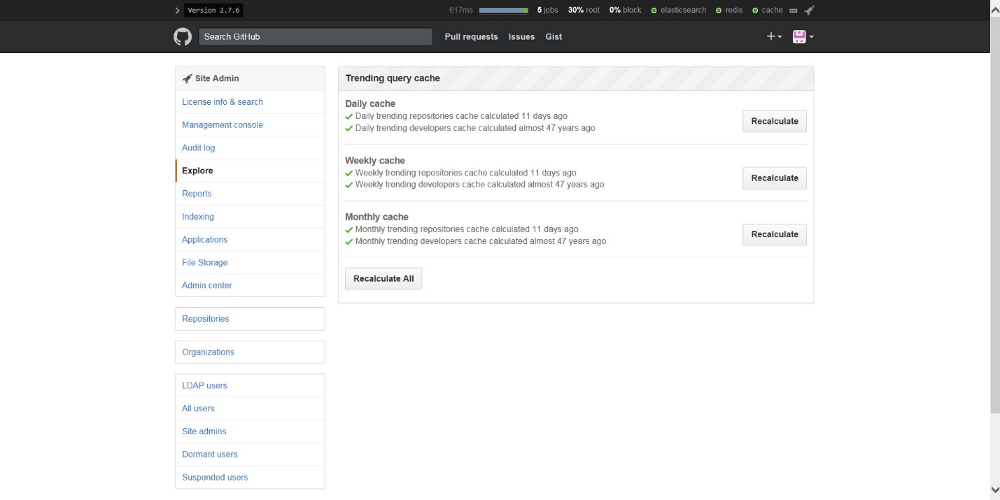 Version 2.7.6
617ms 5 jobs 30% root 0% block elasticsearch redis cache
Search GitHub Pull requests Issues Gist
Site Admin
License info & search
Management console
Audit log
Explore
Reports
Indexing
Applications
File Storage
Admin center
Repositories
Organizations
LDAP users
All users
Site admins
Dormant users
Suspended users
Trending query cache
Daily cache
Daily trending repositories cache calculated 11 days ago
Daily trending developers cache calculated almost 47 years ago
Recalculate
Weekly cache
Weekly trending repositories cache calculated 11 days ago
Weekly trending developers cache calculated almost 47 years ago
Recalculate
Monthly cache
Monthly trending repositories cache calculated 11 days ago
Monthly trending developers cache calculated almost 47 years ago
Recalculate
Recalculate All